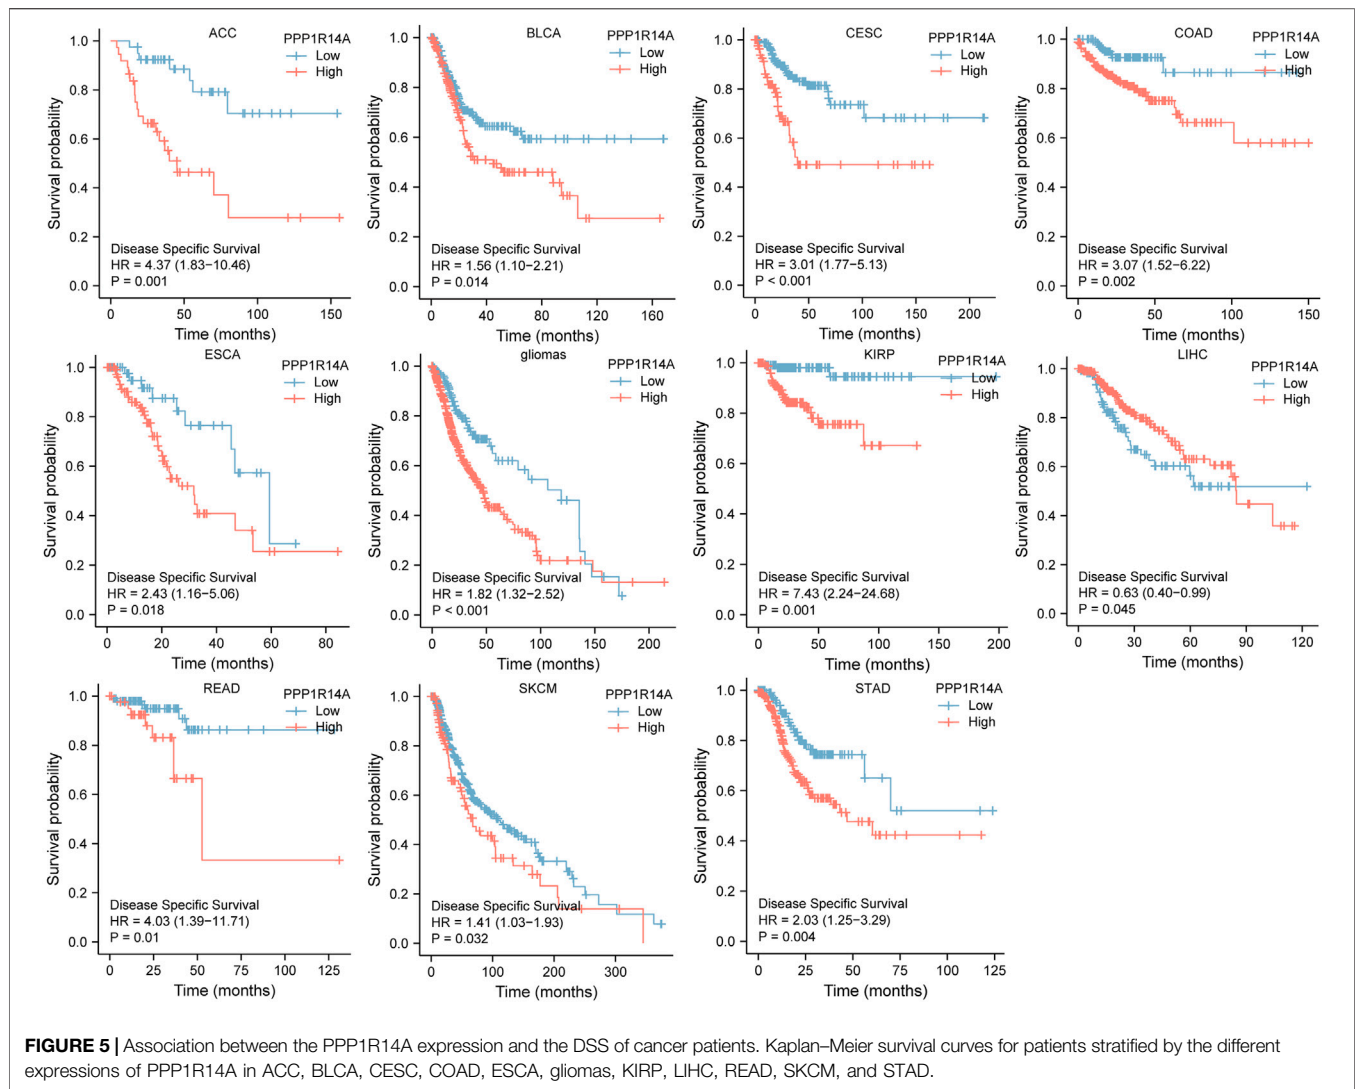 ACC
PPP1R14A
Low
High
Survival probability
1.0
0.8
0.6
0.4
0.2
0.0
Disease Specific Survival
HR = 4.37 (1.83−10.46)
P = 0.001
0 50 100 150
Time (months)
BLCA
PPP1R14A
Low
High
Survival probability
1.0
0.8
0.6
0.4
0.2
0.0
Disease Specific Survival
HR = 1.56 (1.10−2.21)
P = 0.014
0 40 80 120 160
Time (months)
CESC
PPP1R14A
Low
High
Survival probability
1.0
0.8
0.6
0.4
0.2
0.0
Disease Specific Survival
HR = 3.01 (1.77−5.13)
P < 0.001
0 50 100 150 200
Time (months)
COAD
PPP1R14A
Low
High
Survival probability
1.0
0.8
0.6
0.4
0.2
0.0
Disease Specific Survival
HR = 3.07 (1.52−6.22)
P = 0.002
0 50 100 150
Time (months)
ESCA
PPP1R14A
Low
High
Survival probability
1.0
0.8
0.6
0.4
0.2
0.0
Disease Specific Survival
HR = 2.43 (1.16−5.06)
P = 0.018
0 20 40 60 80
Time (months)
gliomas
PPP1R14A
Low
High
Survival probability
1.0
0.8
0.6
0.4
0.2
0.0
Disease Specific Survival
HR = 1.82 (1.32−2.52)
P < 0.001
0 50 100 150 200
Time (months)
KIRP
PPP1R14A
Low
High
Survival probability
1.0
0.8
0.6
0.4
0.2
0.0
Disease Specific Survival
HR = 7.43 (2.24−24.68)
P = 0.001
0 50 100 150 200
Time (months)
LIHC
PPP1R14A
Low
High
Survival probability
1.0
0.8
0.6
0.4
0.2
0.0
Disease Specific Survival
HR = 0.63 (0.40−0.99)
P = 0.045
0 30 60 90 120
Time (months)
READ
PPP1R14A
Low
High
Survival probability
1.0
0.8
0.6
0.4
0.2
0.0
Disease Specific Survival
HR = 4.03 (1.39−11.71)
P = 0.01
0 25 50 75 100 125
Time (months)
SKCM
PPP1R14A
Low
High
Survival probability
1.0
0.8
0.6
0.4
0.2
0.0
Disease Specific Survival
HR = 1.41 (1.03−1.93)
P = 0.032
0 100 200 300
Time (months)
STAD
PPP1R14A
Low
High
Survival probability
1.0
0.8
0.6
0.4
0.2
0.0
Disease Specific Survival
HR = 2.03 (1.25−3.29)
P = 0.004
0 25 50 75 100 125
Time (months)
FIGURE 5 | Association between the PPP1R14A expression and the DSS of cancer patients. Kaplan–Meier survival curves for patients stratified by the different
expressions of PPP1R14A in ACC, BLCA, CESC, COAD, ESCA, gliomas, KIRP, LIHC, READ, SKCM, and STAD.